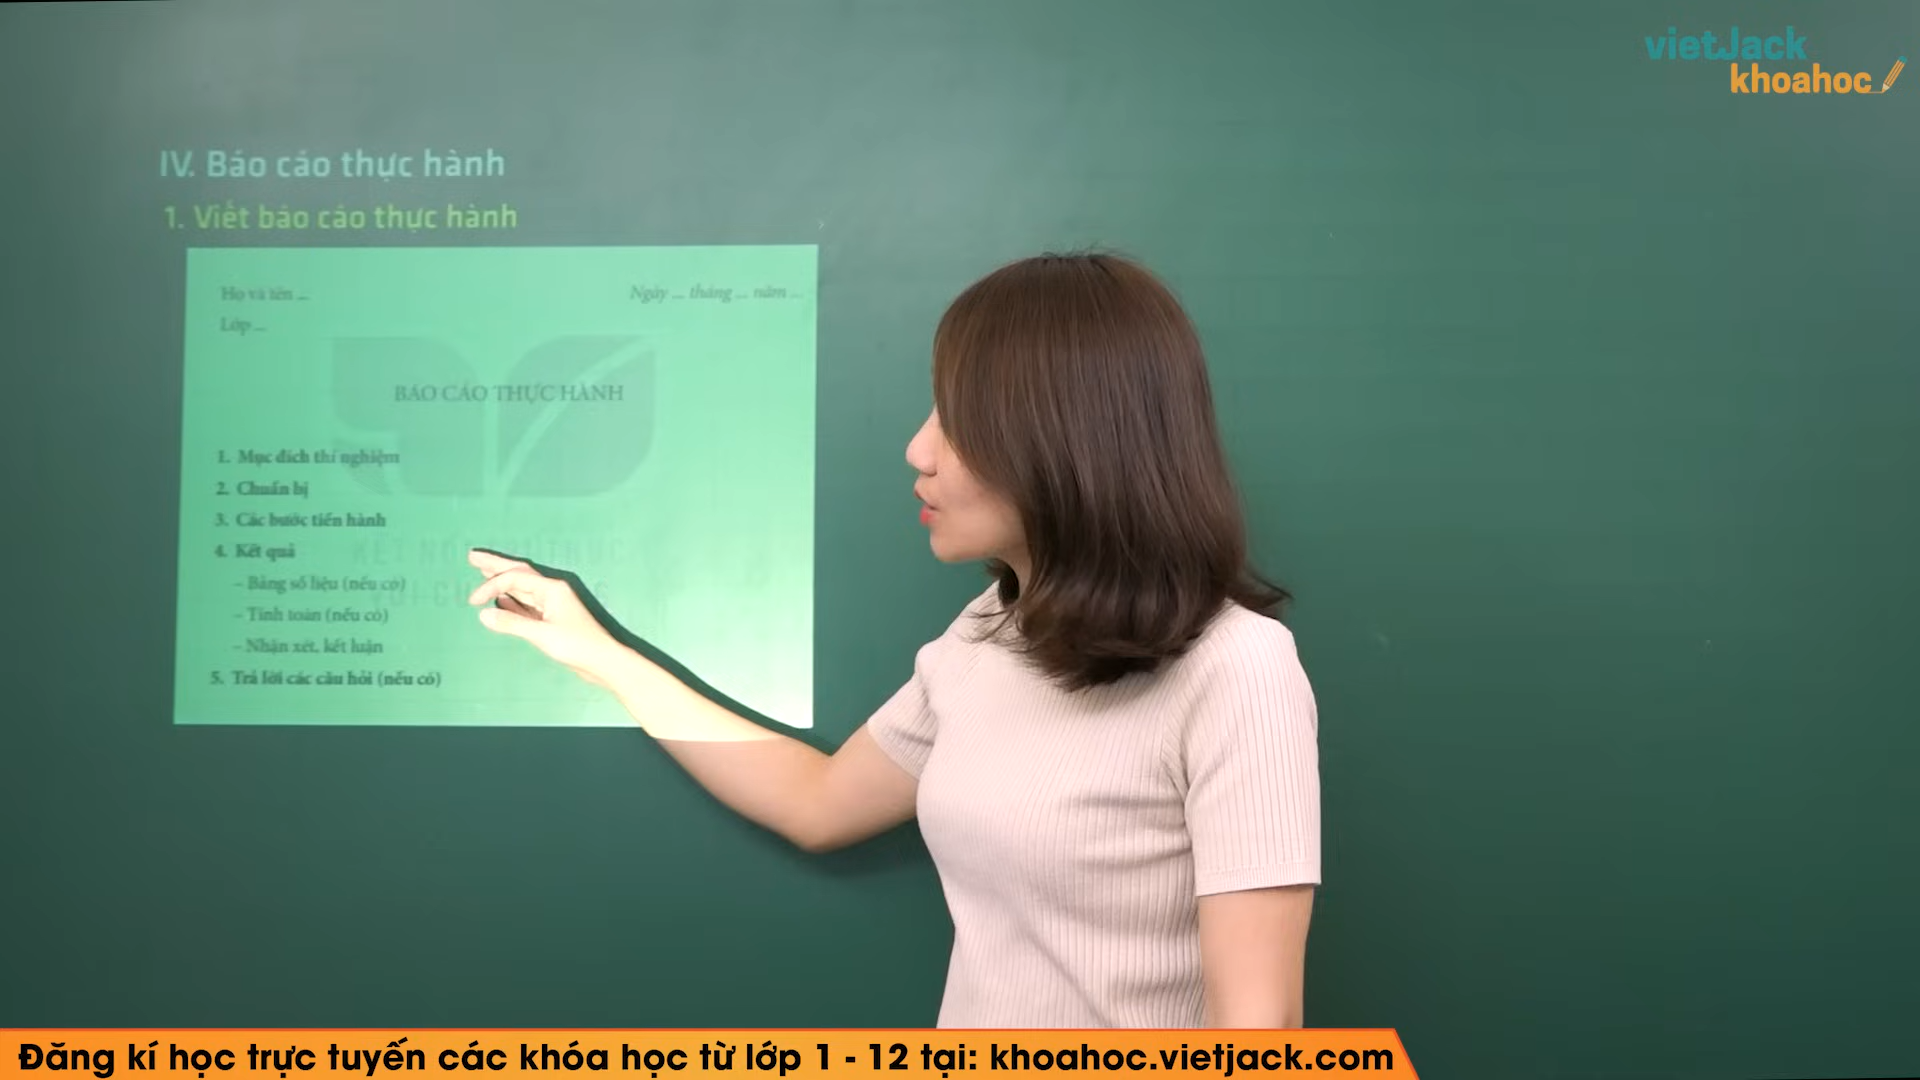 vietJack
khoahoc
IV. Báo cáo thực hành
1. Viết báo cáo thực hành
Họ và tên ...
Ngày ... tháng ... năm ...
Lớp ...
BÁO CÁO THỰC HÀNH
1. Mục đích thí nghiệm
2. Chuẩn bị
3. Các bước tiến hành
4. Kết quả
– Bảng số liệu (nếu có)
– Tính toán (nếu có)
– Nhận xét, kết luận
5. Trả lời các câu hỏi (nếu có)
Đăng kí học trực tuyến các khóa học từ lớp 1 - 12 tại: khoahoc.vietjack.com